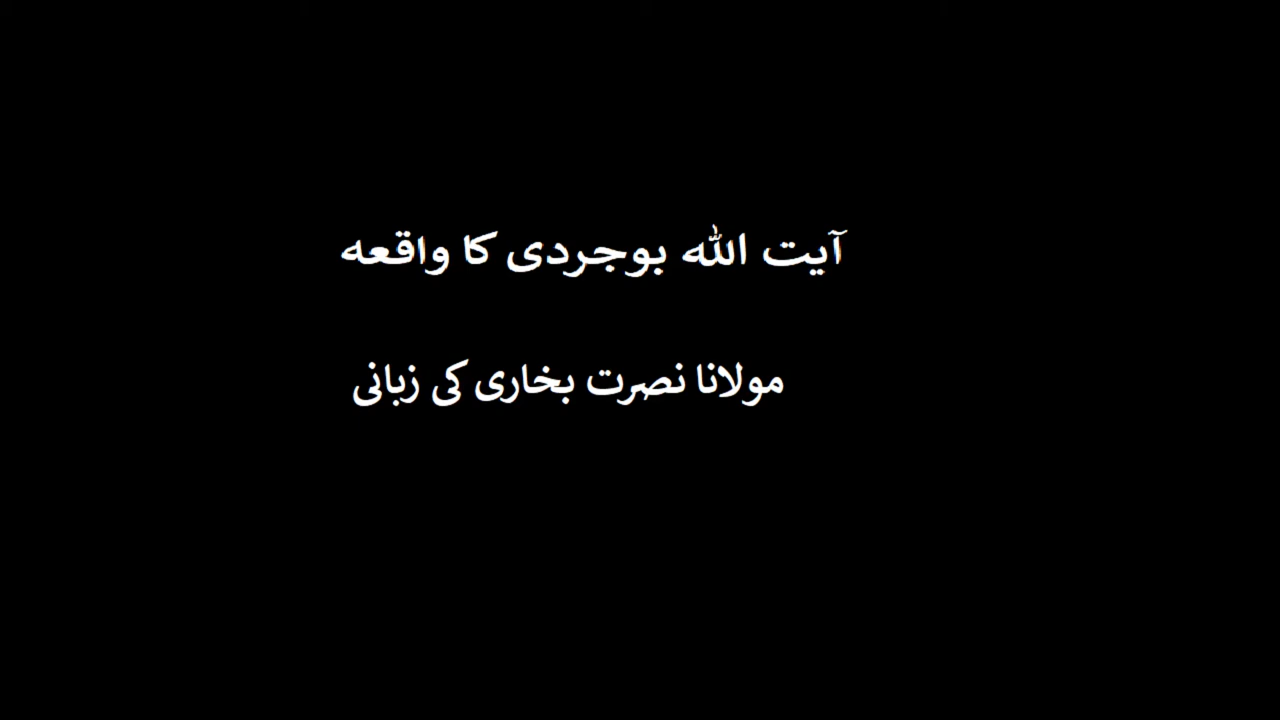 آیت اللہ بوجردی کا واقعہ
مولانا نصرت بخاری کی زبانی